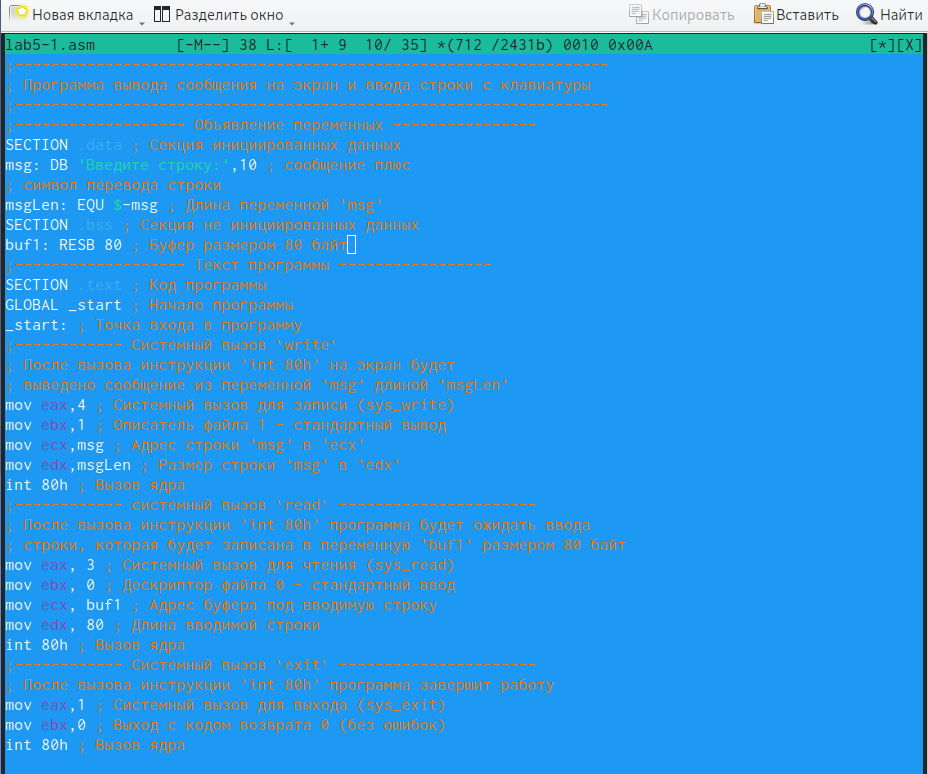 Новая вкладка Разделить окно Копировать Вставить Найти
lab5-1.asm [-M--] 38 L:[ 1+ 9 10/ 35] *(712 /2431b) 0010 0x00A [*][X]
;------------------------------------------------------------------
; Программа вывода сообщения на экран и ввода строки с клавиатуры
;------------------------------------------------------------------
;------------------- Объявление переменных ----------------
SECTION .data ; Секция инициированных данных
msg: DB 'Введите строку:',10 ; сообщение плюс
; символ перевода строки
msgLen: EQU $-msg ; Длина переменной 'msg'
SECTION .bss ; Секция не инициированных данных
buf1: RESB 80 ; Буфер размером 80 байт
;------------------- Текст программы -----------------
SECTION .text ; Код программы
GLOBAL _start ; Начало программы
_start: ; Точка входа в программу
;------------ Системный вызов `write`
; После вызова инструкции 'int 80h' на экран будет
; выведено сообщение из переменной 'msg' длиной 'msgLen'
mov eax,4 ; Системный вызов для записи (sys_write)
mov ebx,1 ; Описатель файла 1 - стандартный вывод
mov ecx,msg ; Адрес строки 'msg' в 'ecx'
mov edx,msgLen ; Размер строки 'msg' в 'edx'
int 80h ; Вызов ядра
;------------ системный вызов `read` ----------------------
; После вызова инструкции 'int 80h' программа будет ожидать ввода
; строки, которая будет записана в переменную 'buf1' размером 80 байт
mov eax, 3 ; Системный вызов для чтения (sys_read)
mov ebx, 0 ; Дескриптор файла 0 - стандартный ввод
mov ecx, buf1 ; Адрес буфера под вводимую строку
mov edx, 80 ; Длина вводимой строки
int 80h ; Вызов ядра
;------------ Системный вызов `exit` ----------------------
; После вызова инструкции 'int 80h' программа завершит работу
mov eax,1 ; Системный вызов для выхода (sys_exit)
mov ebx,0 ; Выход с кодом возврата 0 (без ошибок)
int 80h ; Вызов ядра